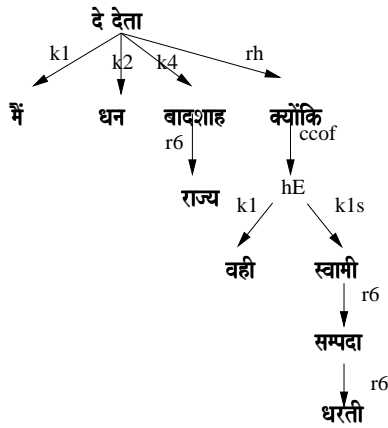 दे देता
k1 k2 k4 rh
मैं धन बादशाह क्योंकि
r6 ccof
राज्य hE
k1 k1s
वही स्वामी
r6
सम्पदा
r6
धरती